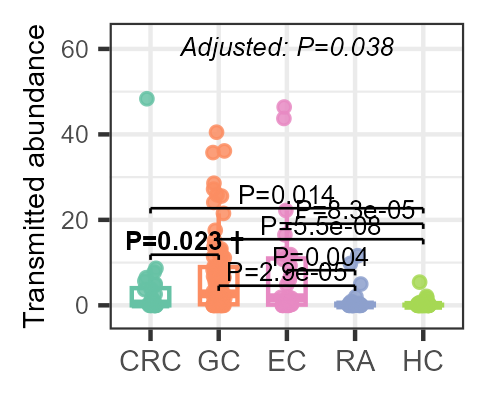 Adjusted: P=0.038
Transmitted abundance
60
40
20
0
P=0.014
P=8.3e-05
P=5.5e-08
P=0.023 +
P=0.004
P=2.9e-05
CRC GC EC RA HC